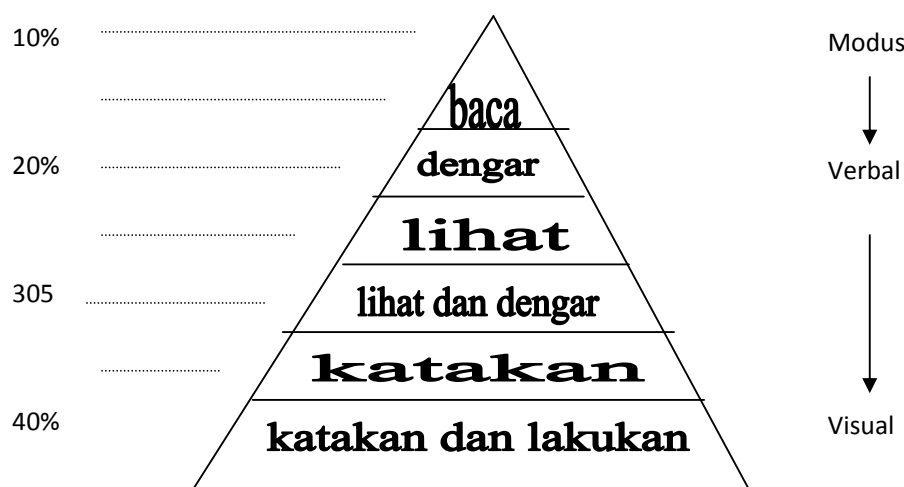 10%
Modus
baca
20%
dengar
Verbal
lihat
305
lihat dan dengar
katakan
40%
katakan dan lakukan
Visual